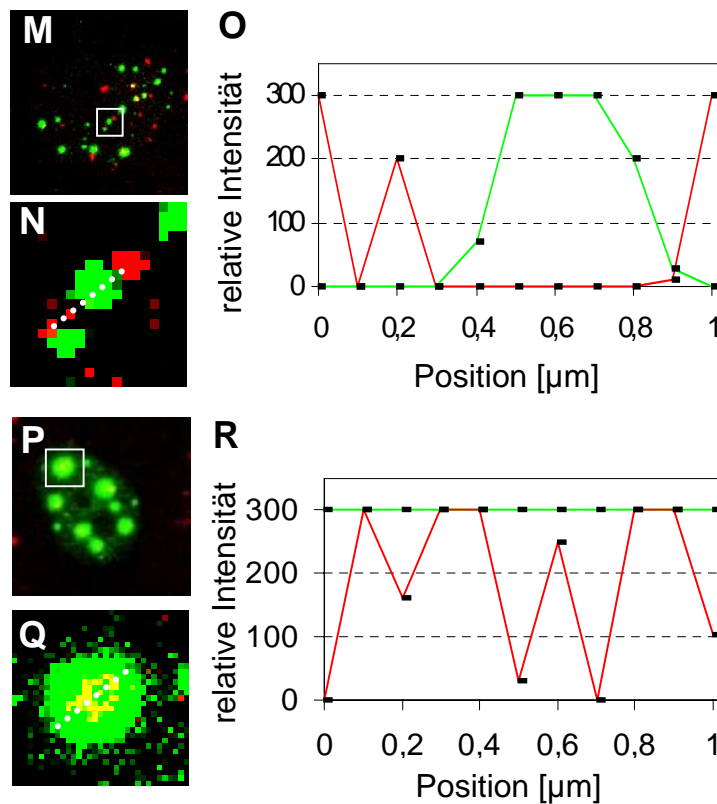 M
O
relative Intensität
300
200
100
0
0 0,2 0,4 0,6 0,8 1
Position [µm]
N
P
R
relative Intensität
300
200
100
0
0 0,2 0,4 0,6 0,8 1
Position [µm]
Q